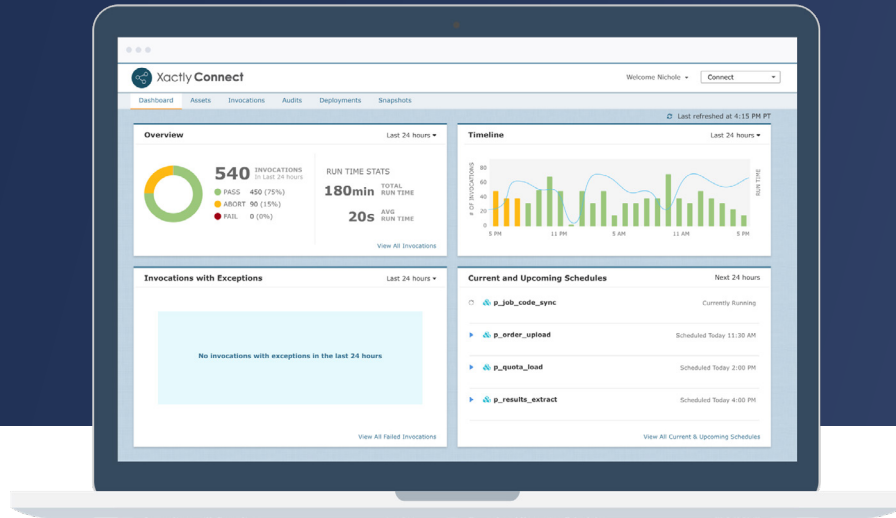 Xactly Connect
Welcome Nichole
Connect
Dashboard Assets Invocations Audits Deployments Snapshots
Last refreshed at 4:15 PM PT
Overview
Last 24 hours
540 INVOCATIONS
In Last 24 hours
PASS 450 (75%)
ABORT 90 (15%)
FAIL 0 (0%)
RUN TIME STATS
180min TOTAL RUN TIME
20s AVG RUN TIME
View All Invocations
Timeline
Last 24 hours
# OF INVOCATIONS
80
60
40
20
0
5 PM 11 PM 5 AM 11 AM 5 PM
RUN TIME
Invocations with Exceptions
Last 24 hours
No invocations with exceptions in the last 24 hours
View All Failed Invocations
Current and Upcoming Schedules
Next 24 hours
p_job_code_sync Currently Running
p_order_upload Scheduled Today 11:30 AM
p_quota_load Scheduled Today 2:00 PM
p_results_extract Scheduled Today 4:00 PM
View All Current & Upcoming Schedules